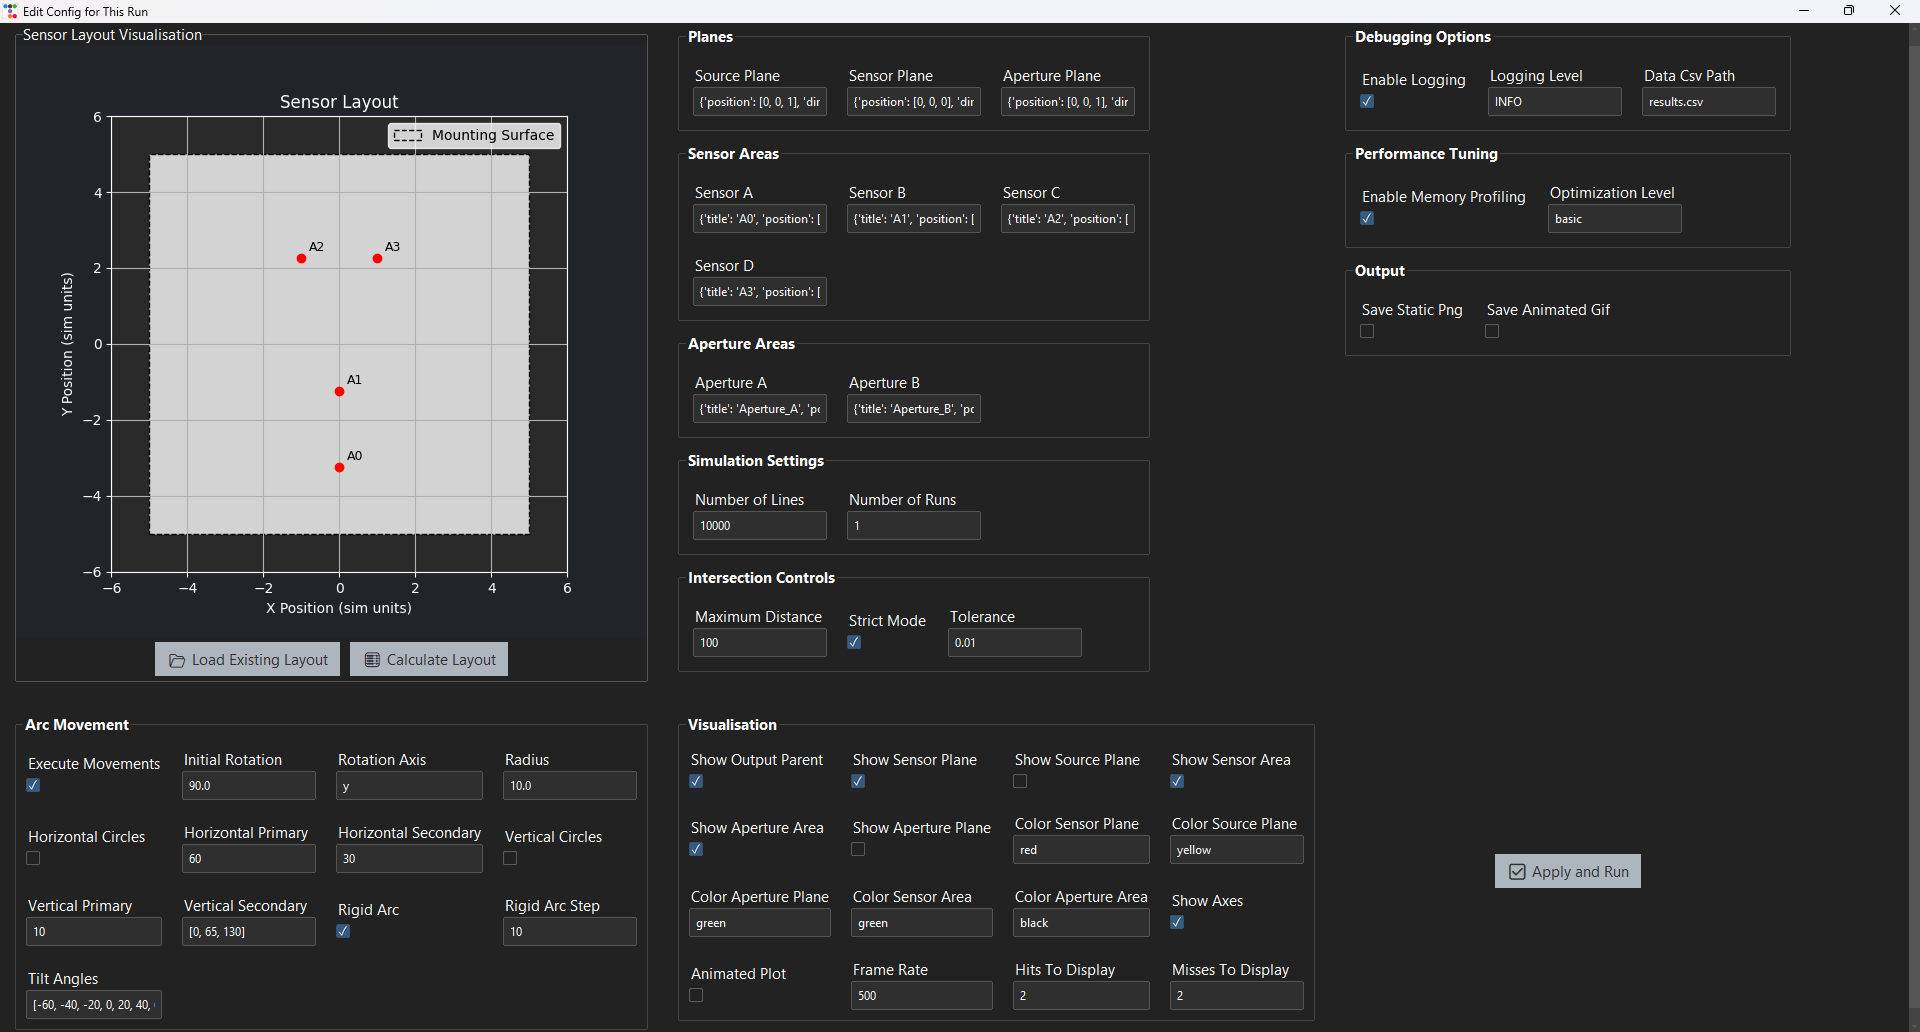 Edit Config for This Run
Sensor Layout Visualisation
Sensor Layout
Mounting Surface
6
4
2
0
−2
−4
−6
A2
A3
A1
A0
−6
−4
−2
0
2
4
6
Y Position (sim units)
X Position (sim units)
Load Existing Layout
Calculate Layout
Planes
Source Plane
Sensor Plane
Aperture Plane
{'position': [0, 0, 1], 'dir
{'position': [0, 0, 0], 'dir
{'position': [0, 0, 1], 'dir
Sensor Areas
Sensor A
Sensor B
Sensor C
{'title': 'A0', 'position': [
{'title': 'A1', 'position': [
{'title': 'A2', 'position': [
Sensor D
{'title': 'A3', 'position': [
Aperture Areas
Aperture A
Aperture B
{'title': 'Aperture_A', 'pc
{'title': 'Aperture_B', 'pc
Simulation Settings
Number of Lines
Number of Runs
10000
1
Intersection Controls
Maximum Distance
Strict Mode
Tolerance
100
0.01
Debugging Options
Enable Logging
Logging Level
Data Csv Path
INFO
results.csv
Performance Tuning
Enable Memory Profiling
Optimization Level
basic
Output
Save Static Png
Save Animated Gif
Arc Movement
Execute Movements
Initial Rotation
Rotation Axis
Radius
90.0
y
10.0
Horizontal Circles
Horizontal Primary
Horizontal Secondary
Vertical Circles
60
30
Vertical Primary
Vertical Secondary
Rigid Arc
Rigid Arc Step
10
[0, 65, 130]
10
Tilt Angles
[-60, -40, -20, 0, 20, 40,
Visualisation
Show Output Parent
Show Sensor Plane
Show Source Plane
Show Sensor Area
Show Aperture Area
Show Aperture Plane
Color Sensor Plane
Color Source Plane
red
yellow
Color Aperture Plane
Color Sensor Area
Color Aperture Area
Show Axes
green
green
black
Animated Plot
Frame Rate
Hits To Display
Misses To Display
500
2
2
Apply and Run